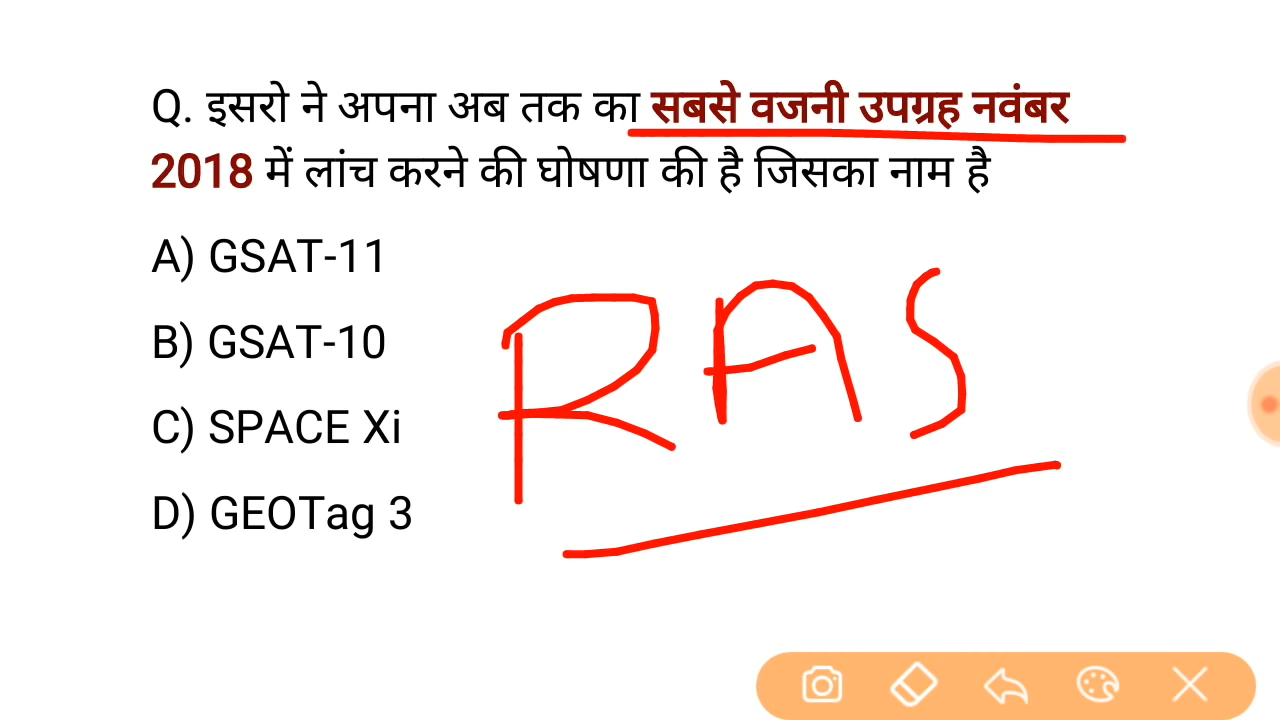 Q. इसरो ने अपना अब तक का सबसे वजनी उपग्रह नवंबर
2018 में लांच करने की घोषणा की है जिसका नाम है
A) GSAT-11
B) GSAT-10
C) SPACE Xi
D) GEOTag 3
RAS